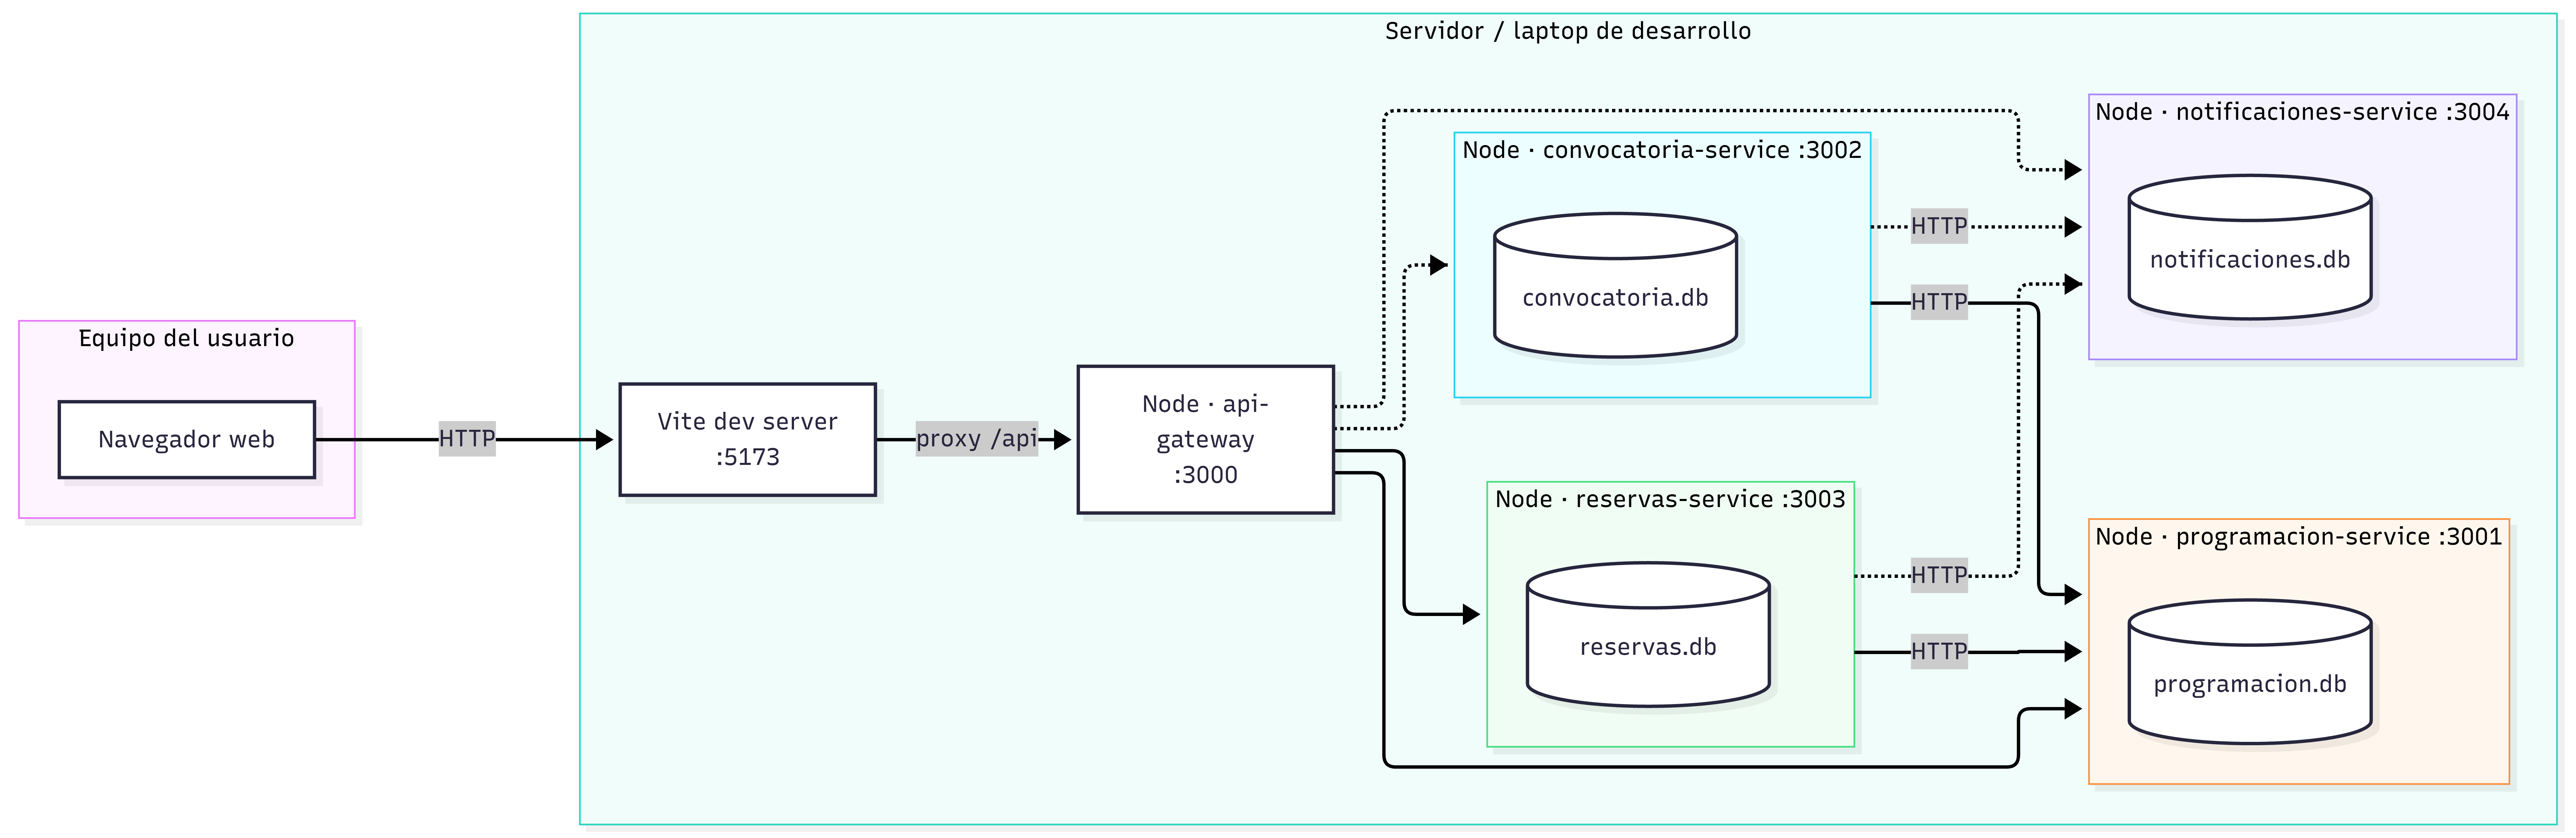 Servidor / laptop de desarrollo
Equipo del usuario
Navegador web
HTTP
Vite dev server
:5173
proxy /api
Node · api-
gateway
:3000
Node · convocatoria-service :3002
convocatoria.db
HTTP
HTTP
Node · notificaciones-service :3004
notificaciones.db
Node · reservas-service :3003
reservas.db
HTTP
HTTP
Node · programacion-service :3001
programacion.db